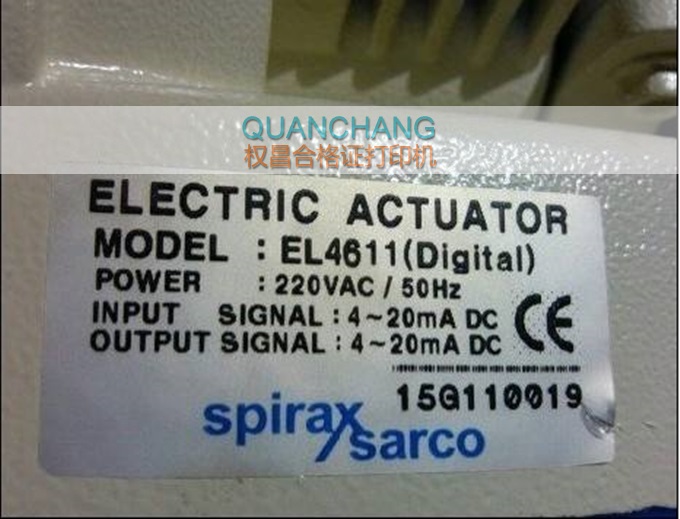 QUANCHANG
权昌合格证打印机
ELECTRIC ACTUATOR
MODEL : EL4611(Digital)
POWER : 220VAC / 50Hz
INPUT SIGNAL : 4~20mA DC
OUTPUT SIGNAL : 4~20mA DC
CE
15G110019
spirax
sarco